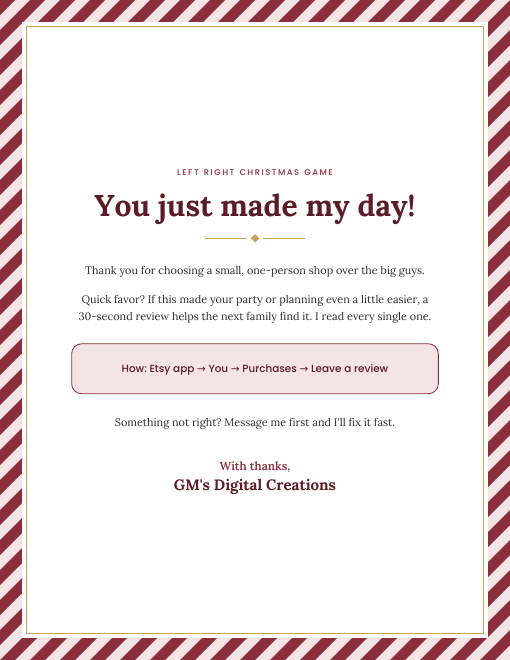 LEFT RIGHT CHRISTMAS GAME
You just made my day!
Thank you for choosing a small, one-person shop over the big guys.
Quick favor? If this made your party or planning even a little easier, a
30-second review helps the next family find it. I read every single one.
How: Etsy app → You → Purchases → Leave a review
Something not right? Message me first and I'll fix it fast.
With thanks,
GM's Digital Creations